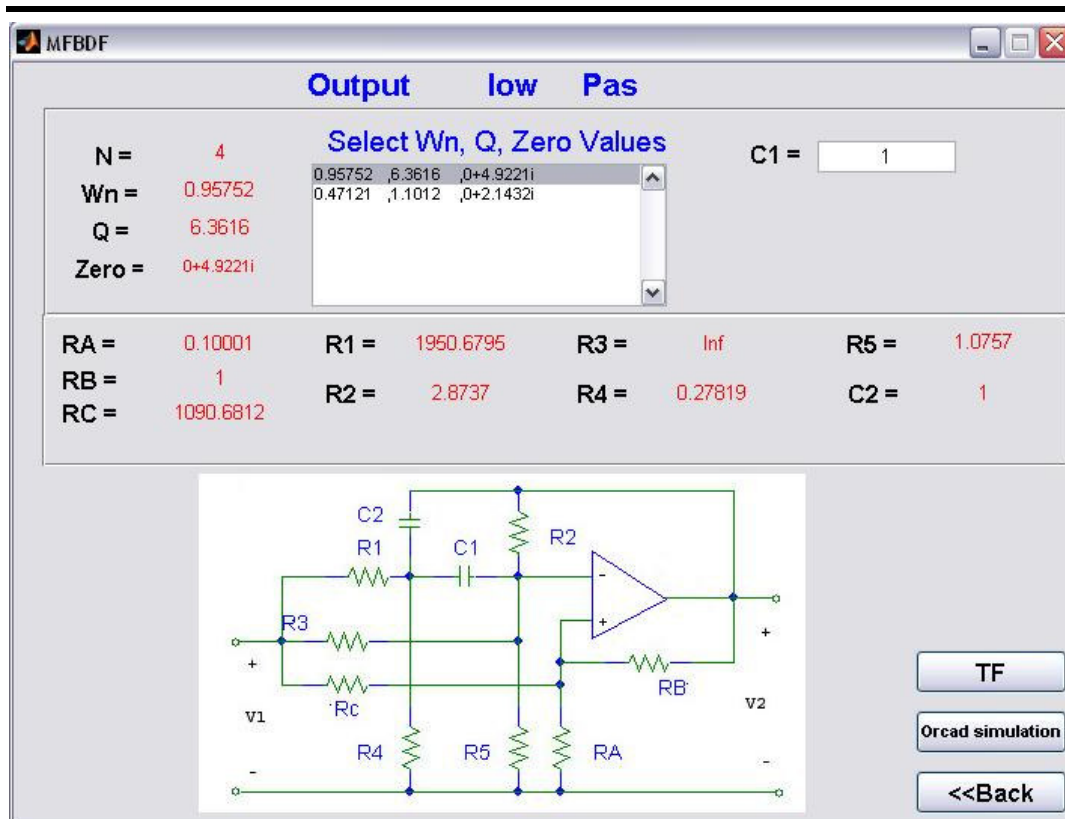 MFBDF
Output low Pas
Select Wn, Q, Zero Values
N = 4
Wn = 0.95752
Q = 6.3616
Zero = 0+4.9221i
0.95752 ,6.3616 ,0+4.9221i
0.47121 ,1.1012 ,0+2.1432i
C1 = 1
RA = 0.10001
RB = 1
RC = 1090.6812
R1 = 1950.6795
R2 = 2.8737
R3 = Inf
R4 = 0.27819
R5 = 1.0757
C2 = 1
C2
R1
C1
R2
-
+
R3
+
Rc
V1
RB
+
V2
R4
R5
RA
-
-
TF
Orcad simulation
<<Back